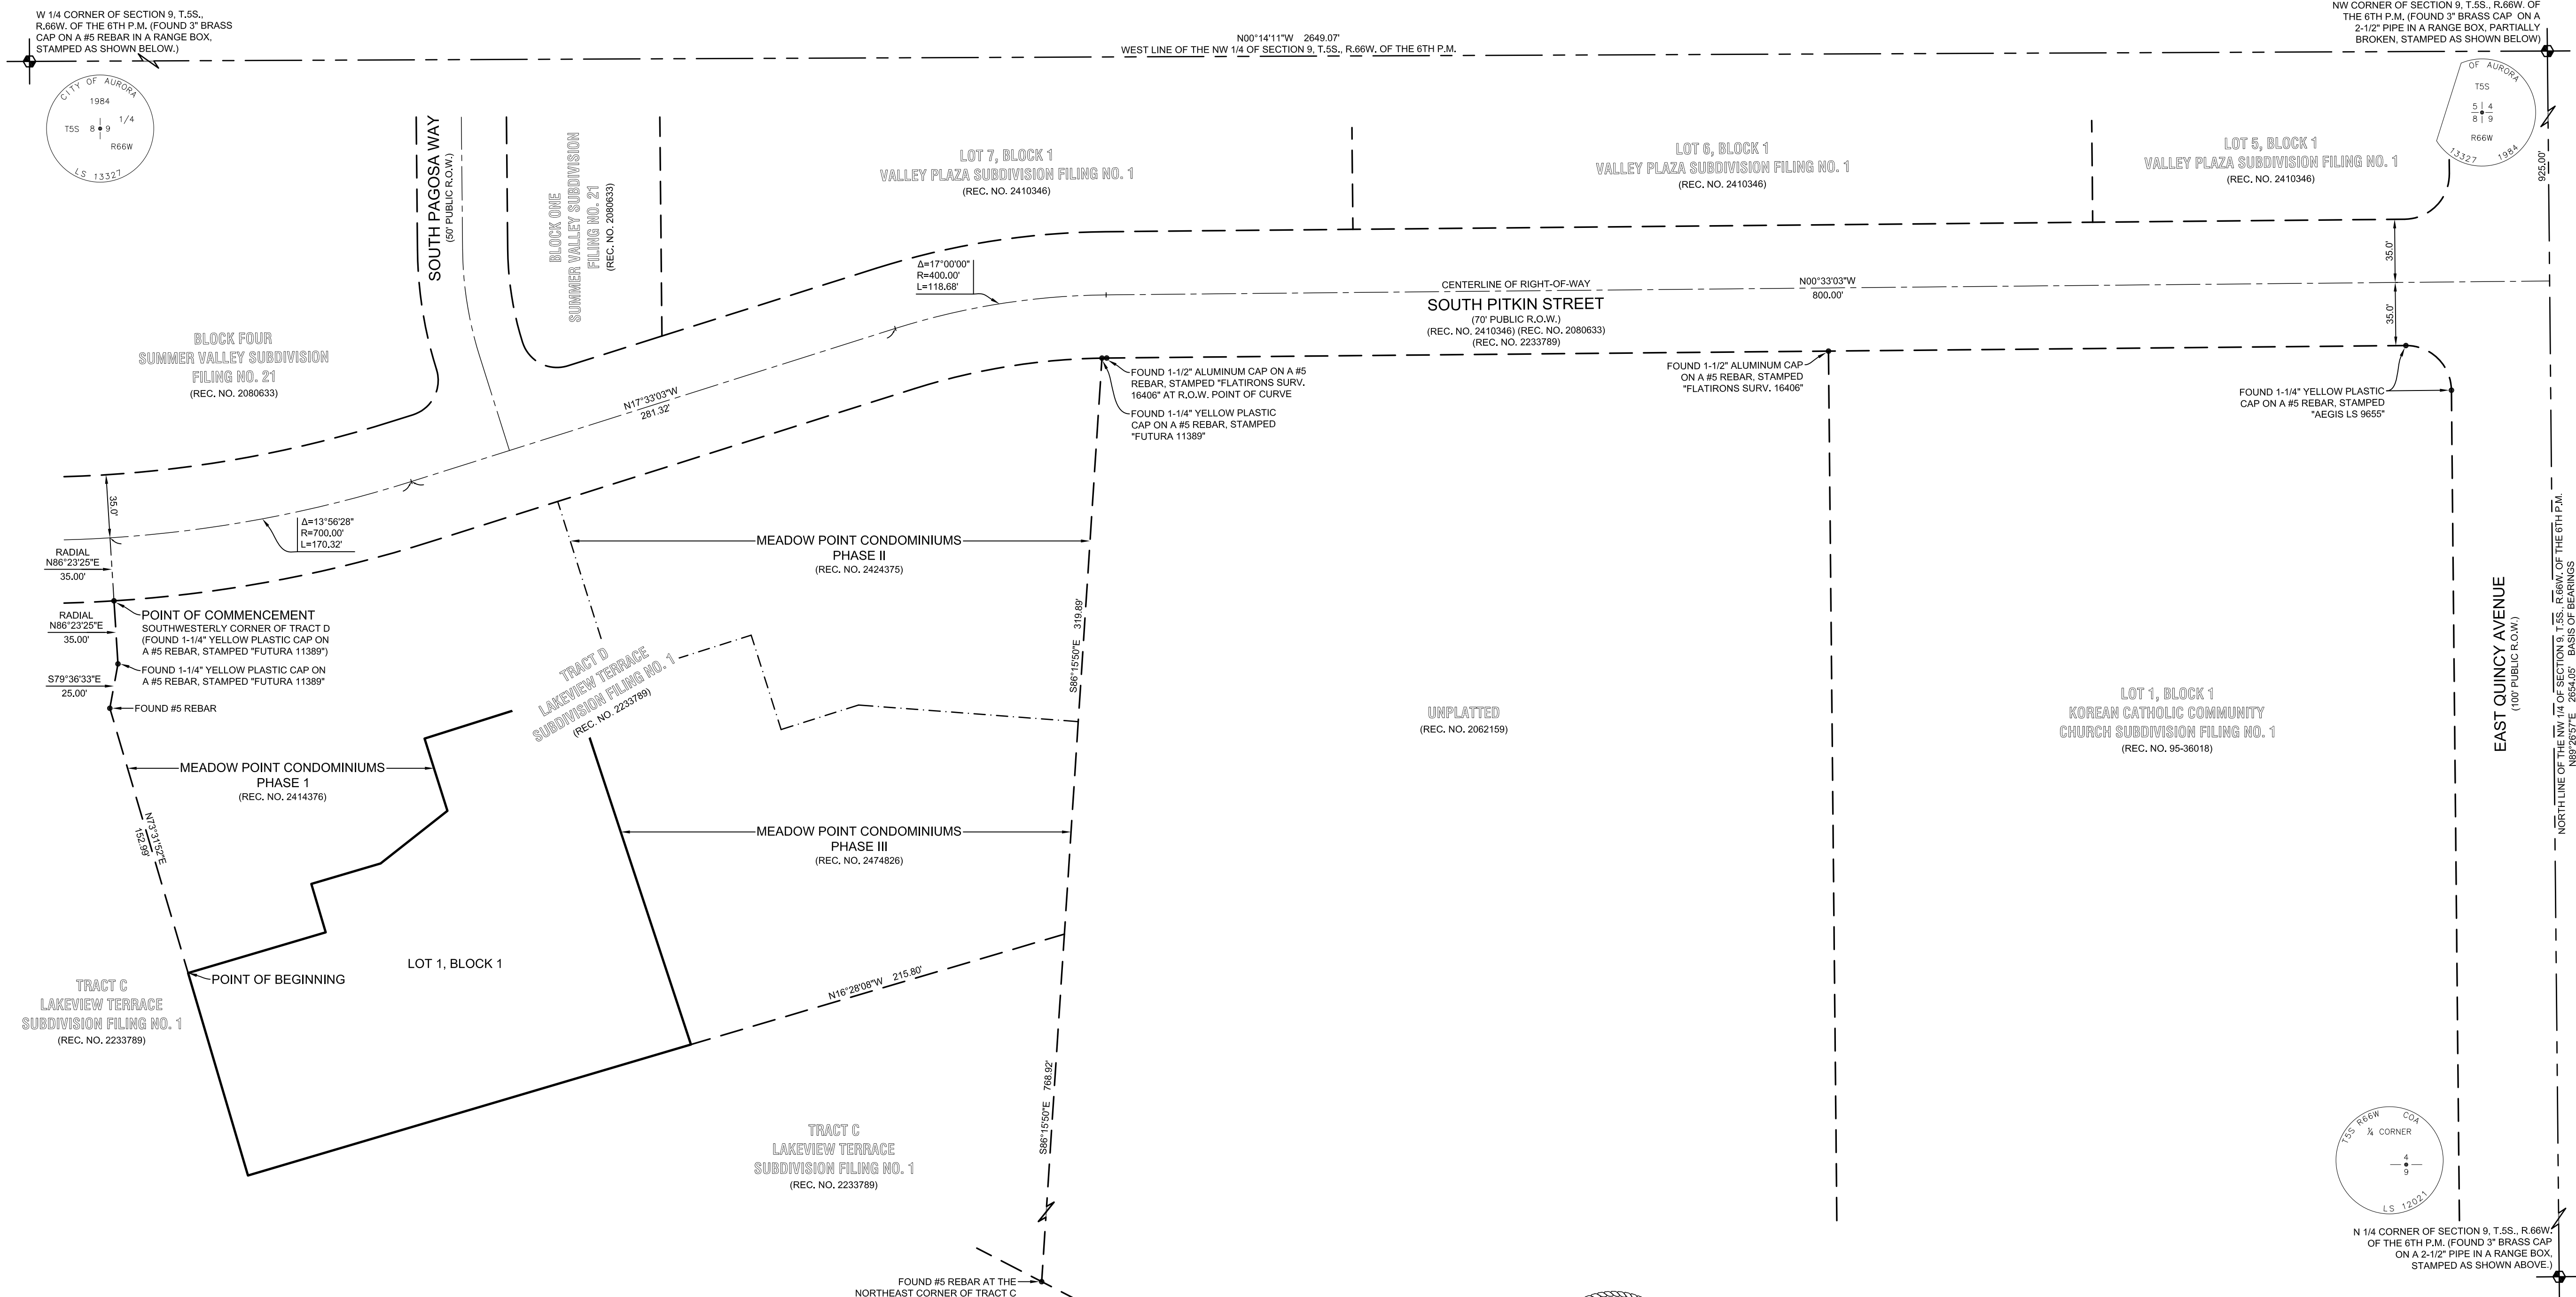 W 1/4 CORNER OF SECTION 9, T.5S.,
R.66W. OF THE 6TH P.M. (FOUND 3" BRASS
CAP ON A #5 REBAR IN A RANGE BOX,
STAMPED AS SHOWN BELOW.)
N00°14'11"W 2649.07'
WEST LINE OF THE NW 1/4 OF SECTION 9, T.5S., R.66W. OF THE 6TH P.M.
NW CORNER OF SECTION 9, T.5S., R.66W. OF
THE 6TH P.M. (FOUND 3" BRASS CAP ON A
2-1/2" PIPE IN A RANGE BOX, PARTIALLY
BROKEN, STAMPED AS SHOWN BELOW)
CITY OF AURORA
1984
1/4
T5S 8 9
R66W
LS 13327
OF AURORA
T5S
5 4
8 9
R66W
13327 1984
925.00'
SOUTH PAGOSA WAY
(50' PUBLIC R.O.W.)
BLOCK ONE
SUMMER VALLEY SUBDIVISION
FILING NO. 21
(REC. NO. 2080633)
LOT 7, BLOCK 1
VALLEY PLAZA SUBDIVISION FILING NO. 1
(REC. NO. 2410346)
LOT 6, BLOCK 1
VALLEY PLAZA SUBDIVISION FILING NO. 1
(REC. NO. 2410346)
LOT 5, BLOCK 1
VALLEY PLAZA SUBDIVISION FILING NO. 1
(REC. NO. 2410346)
Δ=17°00'00"
R=400.00'
L=118.68'
CENTERLINE OF RIGHT-OF-WAY
N00°33'03"W
800.00'
35.0'
35.0'
SOUTH PITKIN STREET
(70' PUBLIC R.O.W.)
(REC. NO. 2410346) (REC. NO. 2080633)
(REC. NO. 2233789)
BLOCK FOUR
SUMMER VALLEY SUBDIVISION
FILING NO. 21
(REC. NO. 2080633)
N17°33'03"W
281.32'
FOUND 1-1/2" ALUMINUM CAP ON A #5
REBAR, STAMPED "FLATIRONS SURV.
16406" AT R.O.W. POINT OF CURVE
FOUND 1-1/4" YELLOW PLASTIC
CAP ON A #5 REBAR, STAMPED
"FUTURA 11389"
FOUND 1-1/2" ALUMINUM CAP
ON A #5 REBAR, STAMPED
"FLATIRONS SURV. 16406"
FOUND 1-1/4" YELLOW PLASTIC
CAP ON A #5 REBAR, STAMPED
"AEGIS LS 9655"
35.0'
Δ=13°56'28"
R=700.00'
L=170.32'
RADIAL
N86°23'25"E
35.00'
MEADOW POINT CONDOMINIUMS
PHASE II
(REC. NO. 2424375)
POINT OF COMMENCEMENT
SOUTHWESTERLY CORNER OF TRACT D
(FOUND 1-1/4" YELLOW PLASTIC CAP ON
A #5 REBAR, STAMPED "FUTURA 11389")
RADIAL
N86°23'25"E
35.00'
FOUND 1-1/4" YELLOW PLASTIC CAP ON
A #5 REBAR, STAMPED "FUTURA 11389"
S79°36'33"E
25.00'
FOUND #5 REBAR
TRACT D
LAKEVIEW TERRACE
SUBDIVISION FILING NO. 1
(REC. NO. 2233789)
S86°15'50"E 319.89'
UNPLATTED
(REC. NO. 2062159)
LOT 1, BLOCK 1
KOREAN CATHOLIC COMMUNITY
CHURCH SUBDIVISION FILING NO. 1
(REC. NO. 95-36018)
EAST QUINCY AVENUE
(100' PUBLIC R.O.W.)
NORTH LINE OF THE NW 1/4 OF SECTION 9, T.5S., R.66W. OF THE 6TH P.M.
N89°26'57"E 2654.05' BASIS OF BEARINGS
MEADOW POINT CONDOMINIUMS
PHASE 1
(REC. NO. 2414376)
N73°31'52"E
152.99'
MEADOW POINT CONDOMINIUMS
PHASE III
(REC. NO. 2474826)
LOT 1, BLOCK 1
POINT OF BEGINNING
N16°28'08"W 215.80'
TRACT C
LAKEVIEW TERRACE
SUBDIVISION FILING NO. 1
(REC. NO. 2233789)
S86°15'50"E 768.92'
TRACT C
LAKEVIEW TERRACE
SUBDIVISION FILING NO. 1
(REC. NO. 2233789)
T5S R66W COA
¼ CORNER
4
9
LS 12021
N 1/4 CORNER OF SECTION 9, T.5S., R.66W.
OF THE 6TH P.M. (FOUND 3" BRASS CAP
ON A 2-1/2" PIPE IN A RANGE BOX,
STAMPED AS SHOWN ABOVE.)
FOUND #5 REBAR AT THE
NORTHEAST CORNER OF TRACT C